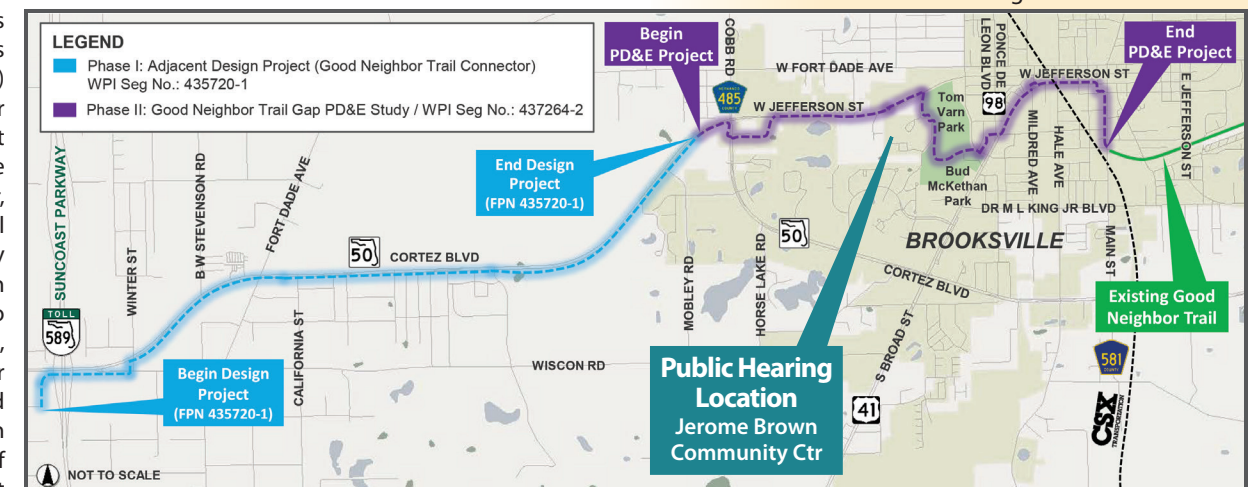 LEGEND
Phase I: Adjacent Design Project (Good Neighbor Trail Connector)
WPI Seg No.: 435720-1
Phase II: Good Neighbor Trail Gap PD&E Study / WPI Seg No.: 437264-2
Begin
PD&E Project
COBB RD
485
COUNTY
W FORT DADE AVE
W JEFFERSON ST
Tom
Varn
Park
PONCE DE
LEON BLVD
98
W JEFFERSON ST
End
PD&E Project
E JEFFERSON ST
MILDRED AVE
HALE AVE
Bud
McKethan
Park
DR M L KING JR BLVD
BROOKSVILLE
MAIN ST
Existing Good
Neighbor Trail
581
COUNTY
CSX
TRANSPORTATION
End Design
Project
(FPN 435720-1)
SUNCOAST PARKWAY
TOLL
589
WINTER ST
B W STEVENSON RD
FORT DADE AVE
50
CORTEZ BLVD
CALIFORNIA ST
Begin Design
Project
(FPN 435720-1)
WISCON RD
MOBLEY RD
HORSE LAKE RD
50
CORTEZ BLVD
S BROAD ST
41
Public Hearing
Location
Jerome Brown
Community Ctr
NOT TO SCALE